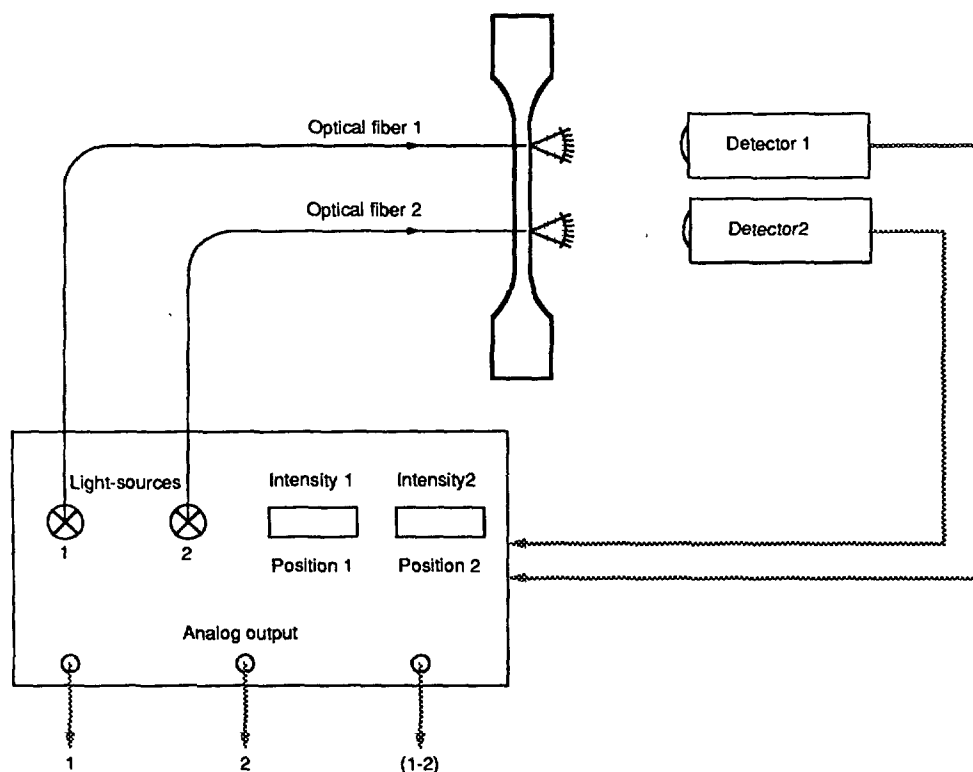 Optical fiber 1
Detector 1
Optical fiber 2
Detector2
Light-sources
Intensity 1
Intensity2
1
2
Position 1
Position 2
Analog output
1
2
(1-2)